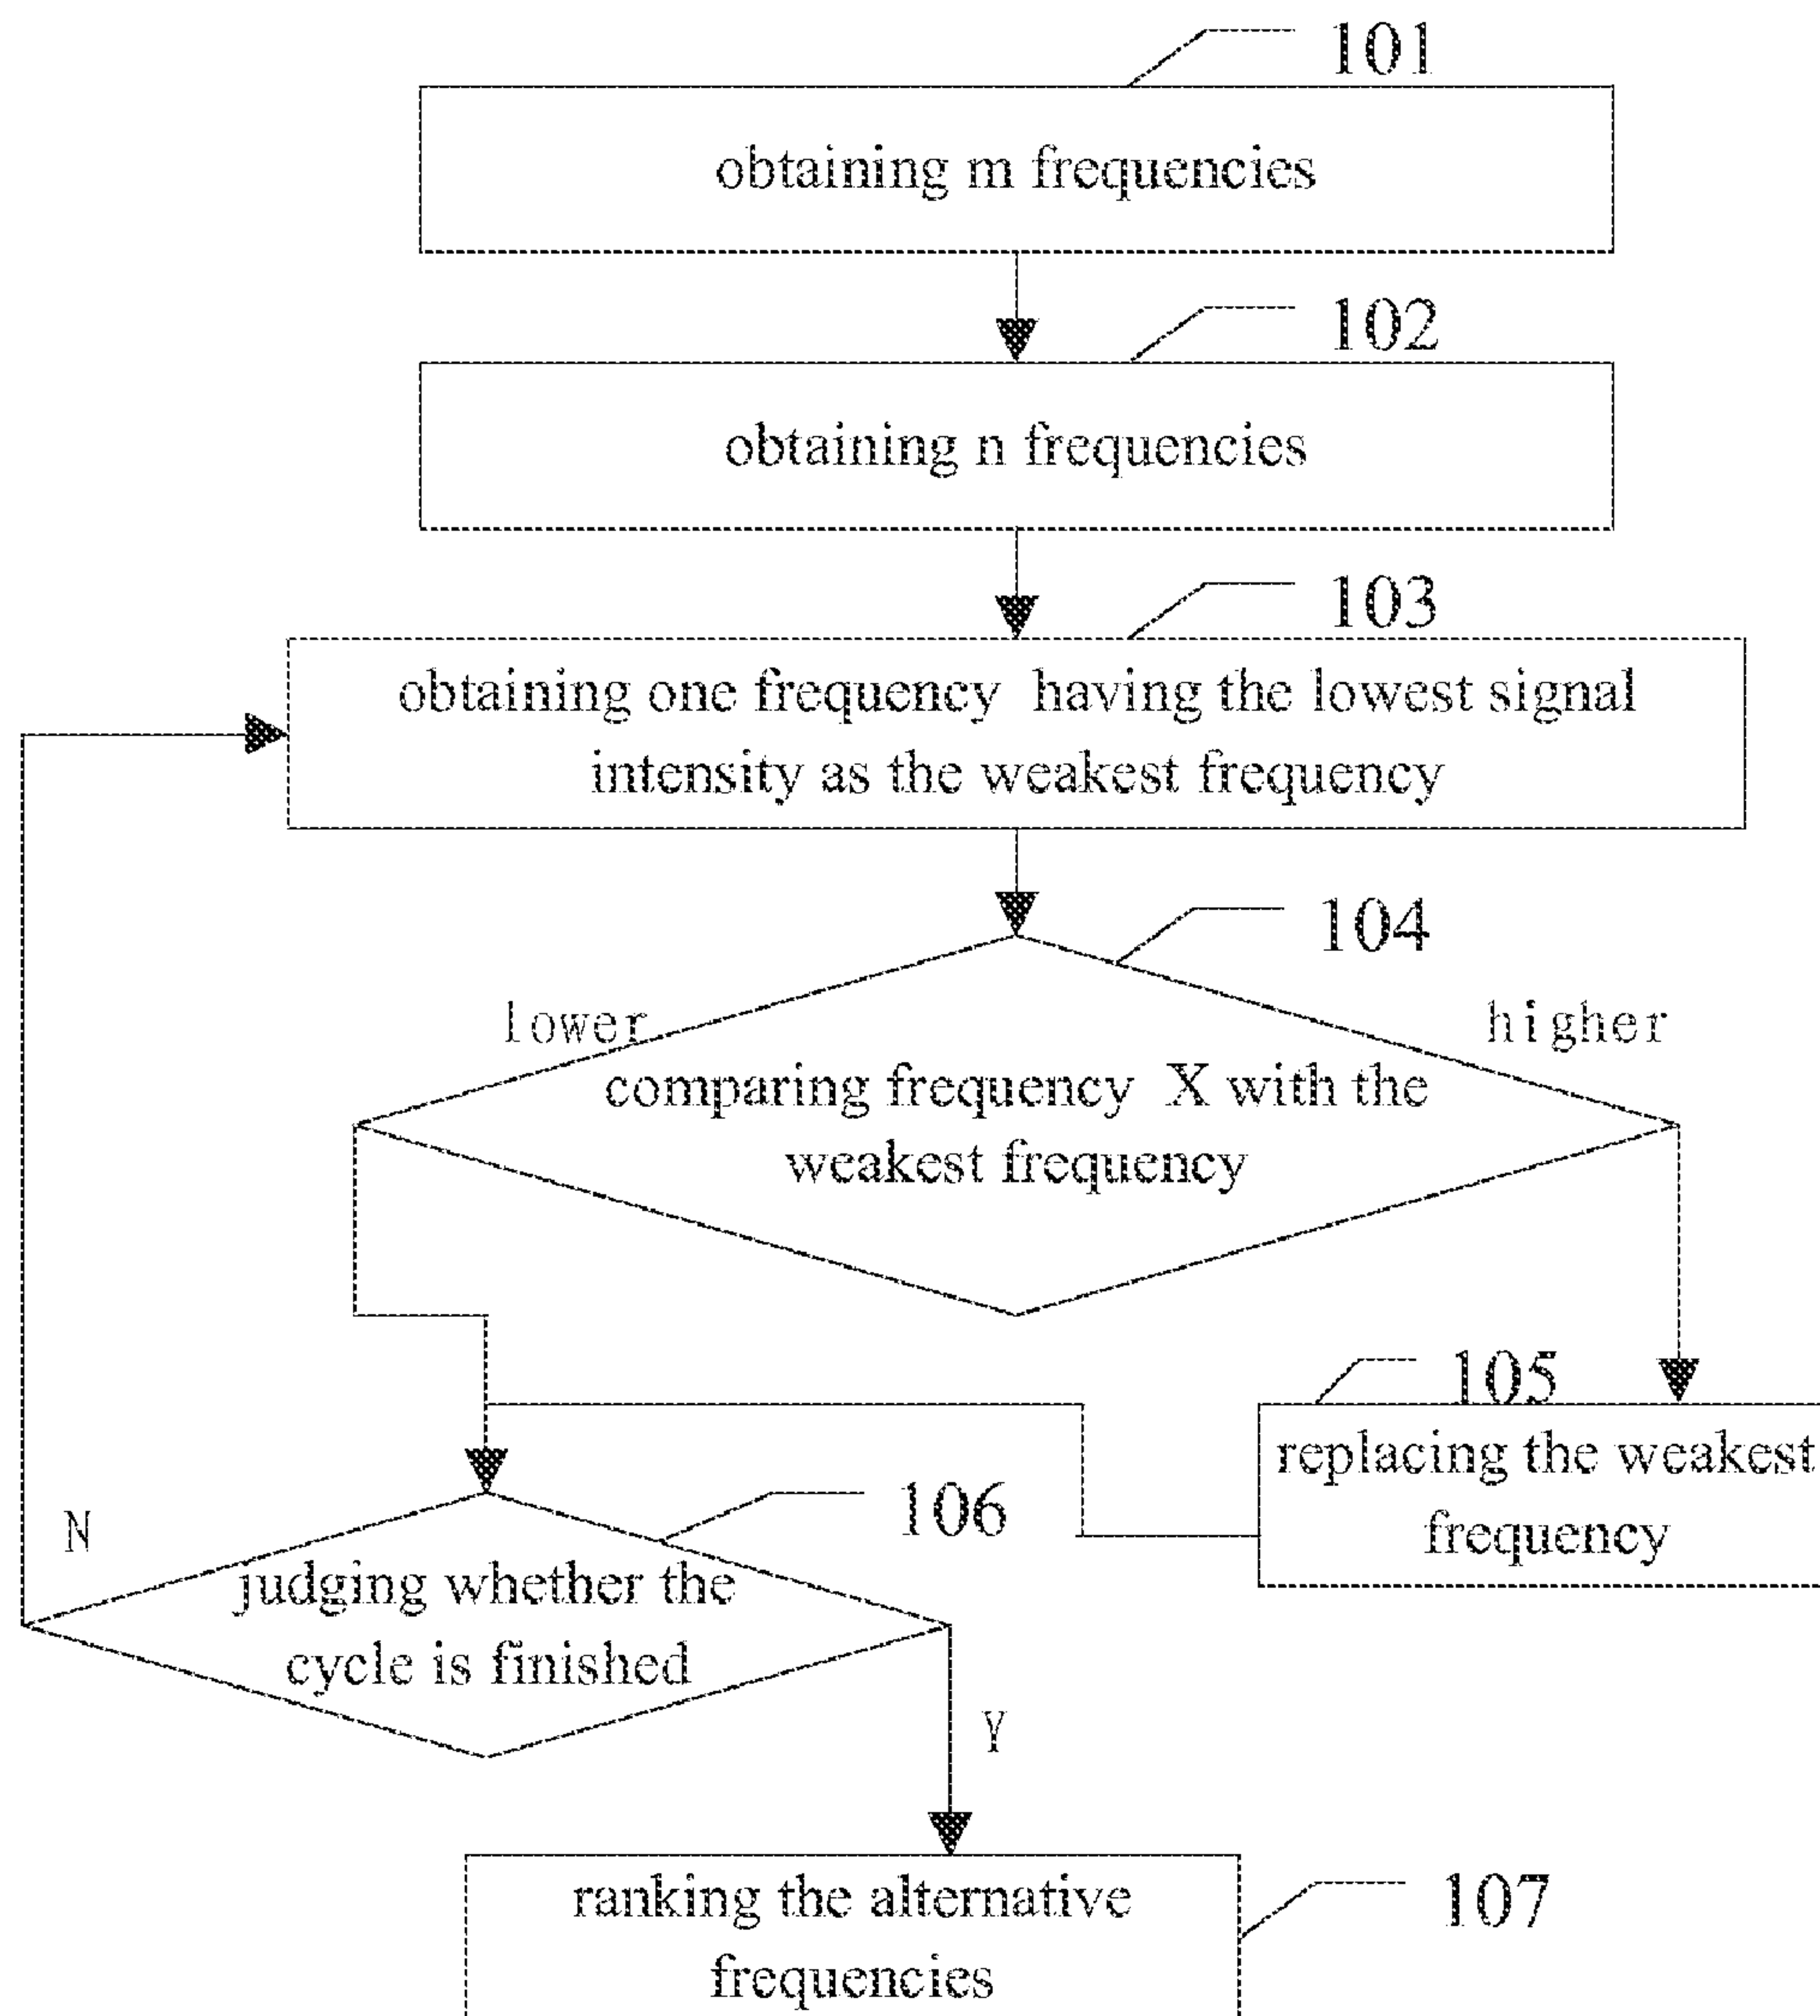 101
obtaining m frequencies
102
obtaining n frequencies
103
obtaining one frequency having the lowest signal
intensity as the weakest frequency
104
lower
higher
comparing frequency X with the
weakest frequency
105
replacing the weakest
frequency
106
N
judging whether the
cycle is finished
Y
ranking the alternative
frequencies
107